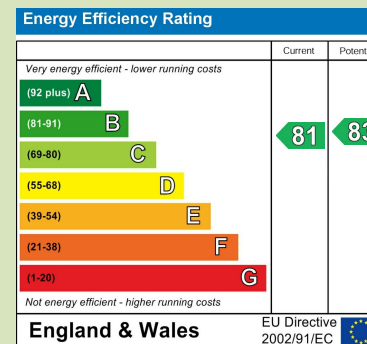 Energy Efficiency Rating
Current
Potent
Very energy efficient - lower running costs
(92 plus) A
(81-91) B
(69-80) C
(55-68) D
(39-54) E
(21-38) F
(1-20) G
81
83
Not energy efficient - higher running costs
England & Wales
EU Directive
2002/91/EC